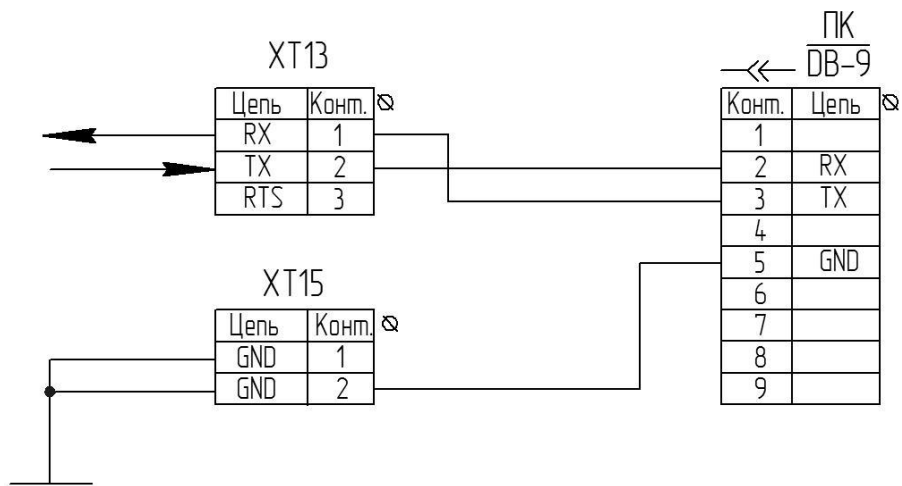 ПК
DB-9
XT13
Цепь Конт.
RX 1
TX 2
RTS 3
Конт. Цепь
1
2 RX
3 TX
4
5 GND
6
7
8
9
XT15
Цепь Конт.
GND 1
GND 2